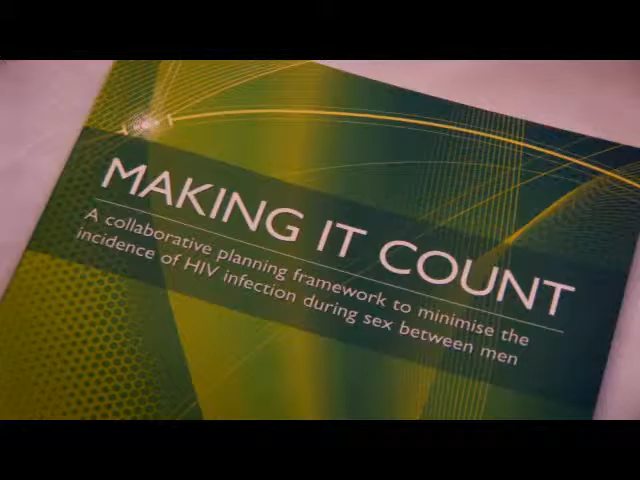 MAKING IT COUNT
A collaborative planning framework to minimise the
incidence of HIV infection during sex between men